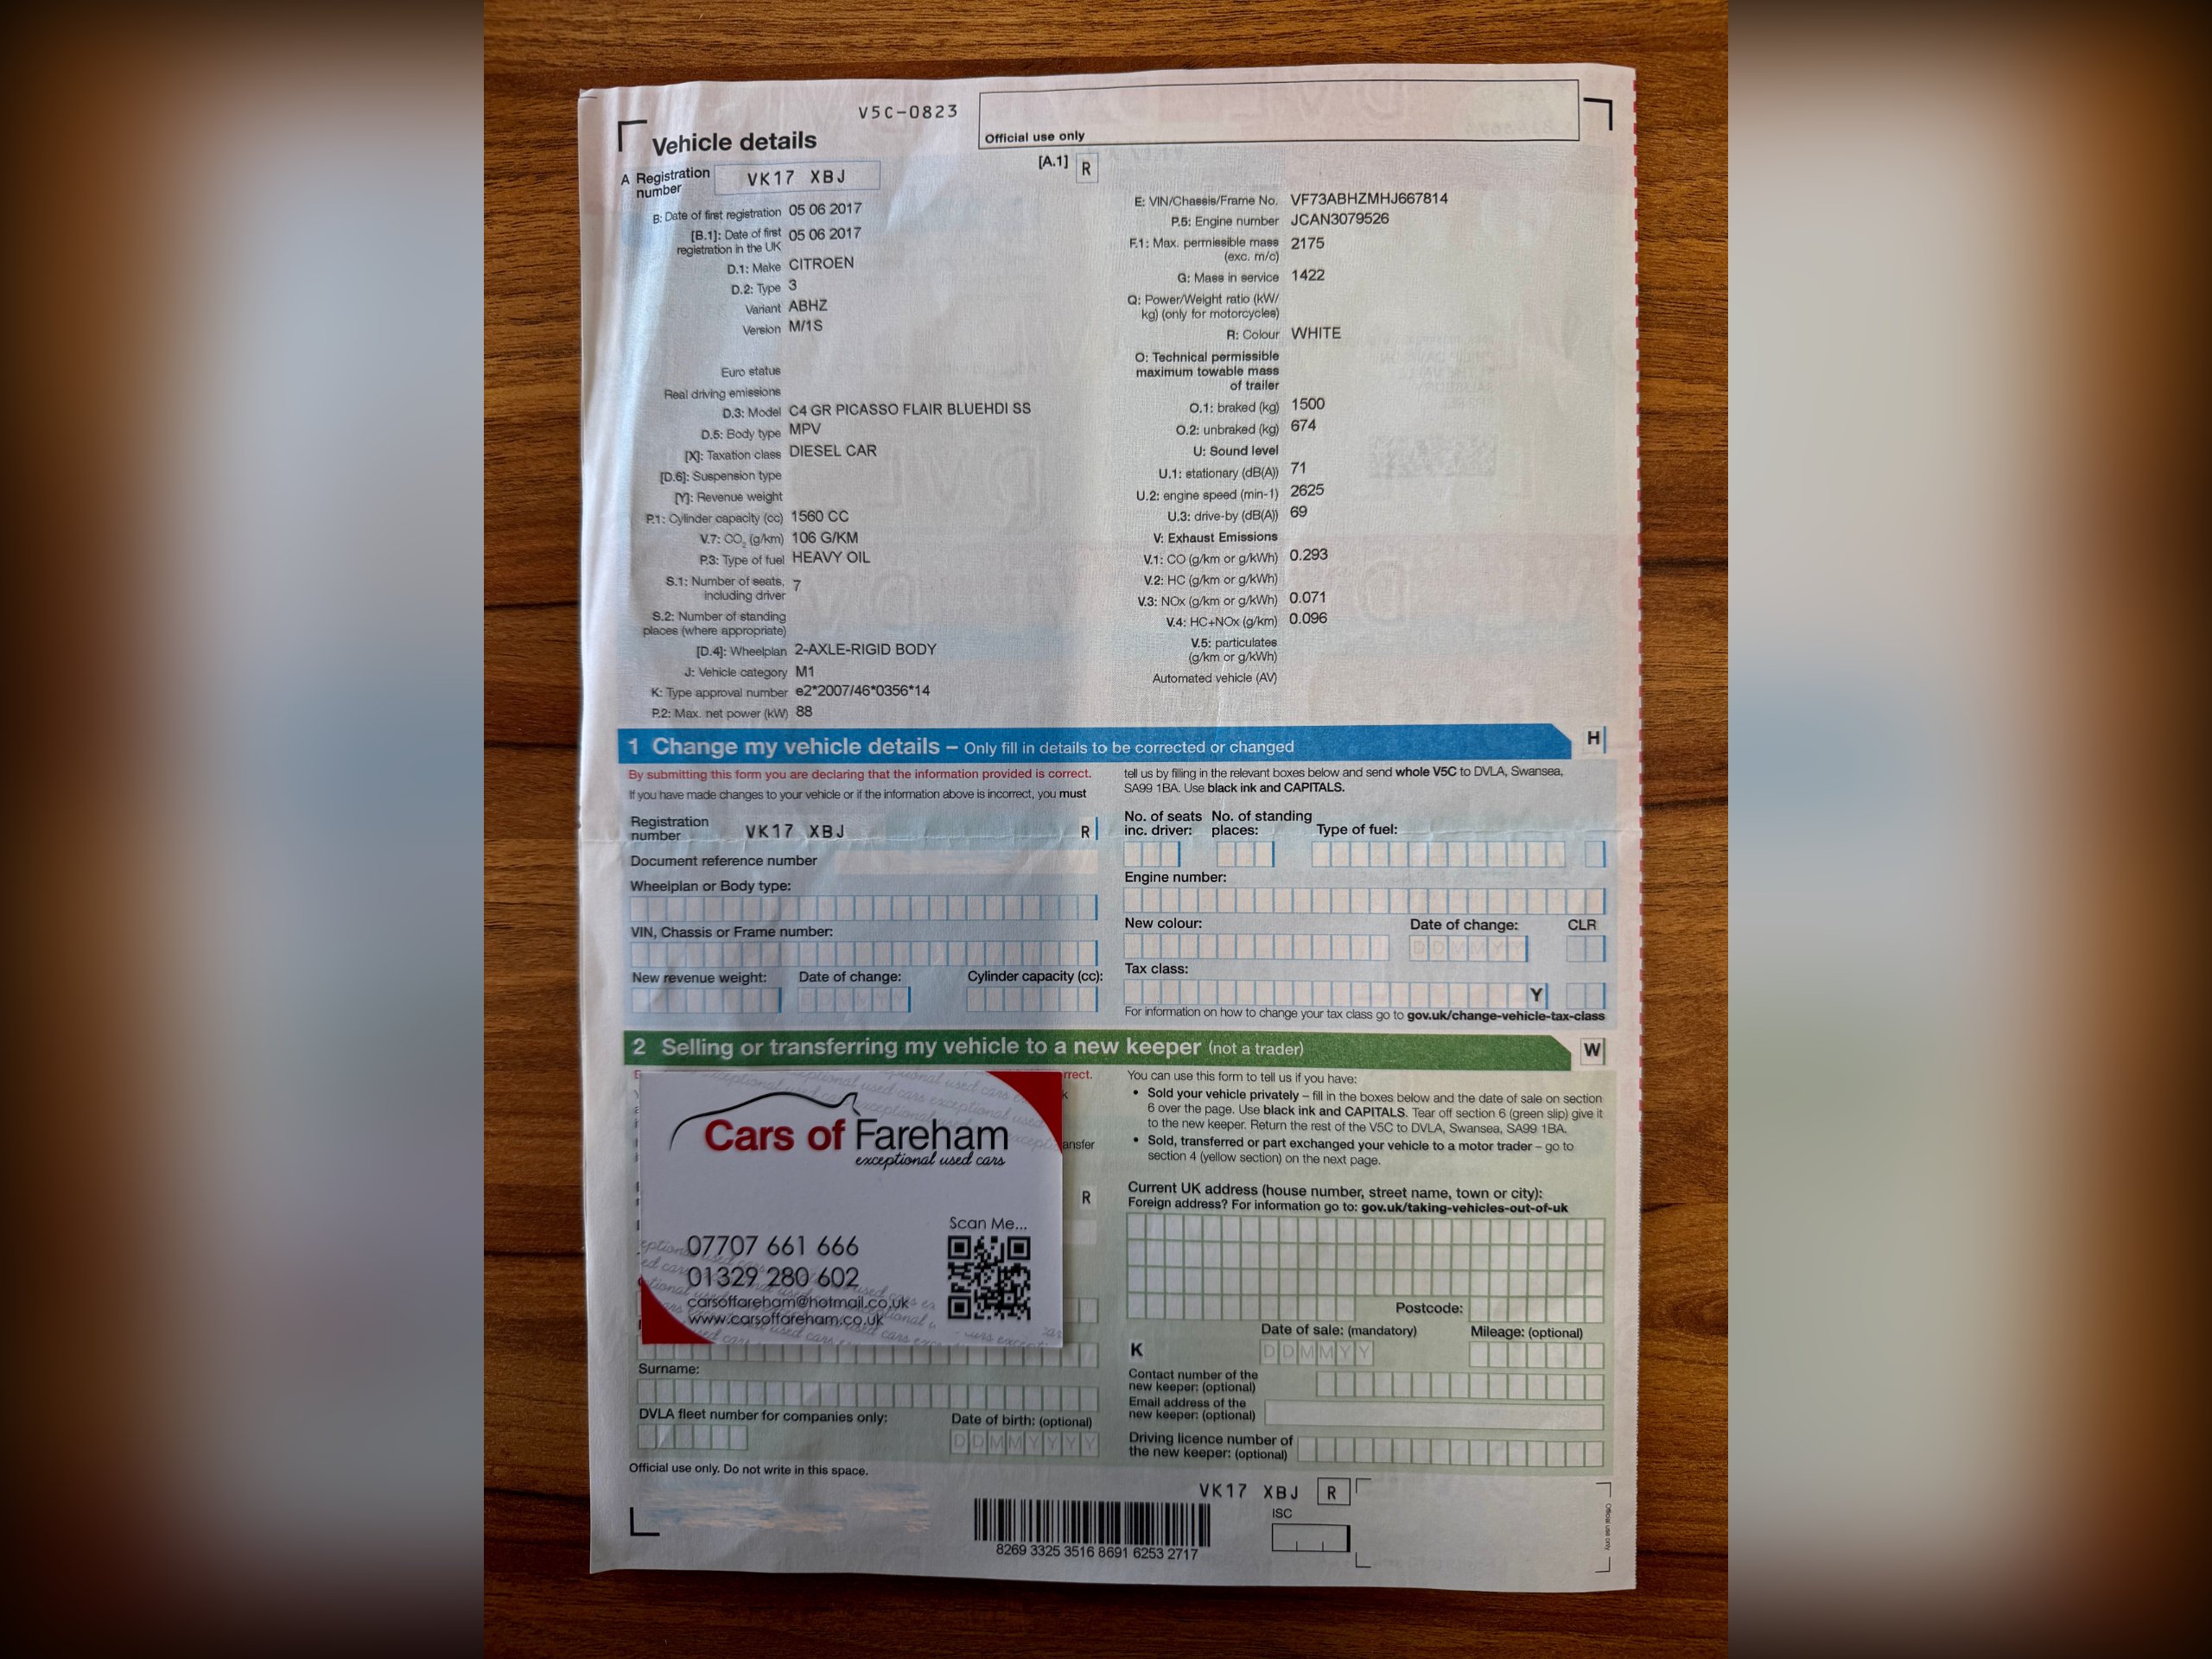 V5C-0823
Official use only
Vehicle details
A Registration number VK17 XBJ
[A.1] R
B: Date of first registration 05 06 2017
[B.1]: Date of first registration in the UK 05 06 2017
D.1: Make CITROEN
D.2: Type 3
Variant ABHZ
Version M/1S
Euro status
Real driving emissions
D.3: Model C4 GR PICASSO FLAIR BLUEHDI SS
D.5: Body type MPV
[X]: Taxation class DIESEL CAR
[D.6]: Suspension type
[Y]: Revenue weight
P.1: Cylinder capacity (cc) 1560 CC
V.7: CO2 (g/km) 106 G/KM
P.3: Type of fuel HEAVY OIL
S.1: Number of seats, including driver 7
S.2: Number of standing places (where appropriate)
[D.4]: Wheelplan 2-AXLE-RIGID BODY
J: Vehicle category M1
K: Type approval number e2*2007/46*0356*14
P.2: Max. net power (kW) 88
E: VIN/Chassis/Frame No. VF73ABHZMHJ667814
P.5: Engine number JCAN3079526
F.1: Max. permissible mass (exc. m/c) 2175
G: Mass in service 1422
Q: Power/Weight ratio (kW/kg) (only for motorcycles)
R: Colour WHITE
O: Technical permissible maximum towable mass of trailer
O.1: braked (kg) 1500
O.2: unbraked (kg) 674
U: Sound level
U.1: stationary (dB(A)) 71
U.2: engine speed (min-1) 2625
U.3: drive-by (dB(A)) 69
V: Exhaust Emissions
V.1: CO (g/km or g/kWh) 0.293
V.2: HC (g/km or g/kWh)
V.3: NOx (g/km or g/kWh) 0.071
V.4: HC+NOx (g/km) 0.096
V.5: particulates (g/km or g/kWh)
Automated vehicle (AV)
1 Change my vehicle details – Only fill in details to be corrected or changed
H
By submitting this form you are declaring that the information provided is correct.
If you have made changes to your vehicle or if the information above is incorrect, you must
tell us by filling in the relevant boxes below and send whole V5C to DVLA, Swansea,
SA99 1BA. Use black ink and CAPITALS.
Registration number VK17 XBJ R
Document reference number
Wheelplan or Body type:
VIN, Chassis or Frame number:
New revenue weight: Date of change: Cylinder capacity (cc):
No. of seats inc. driver: No. of standing places: Type of fuel:
Engine number:
New colour: Date of change: CLR
DDMMYY
Tax class:
Y
For information on how to change your tax class go to gov.uk/change-vehicle-tax-class
2 Selling or transferring my vehicle to a new keeper (not a trader)
W
rrect.
ansfer
R
Cars of Fareham
exceptional used cars
Scan Me...
07707 661 666
01329 280 602
carsoffareham@hotmail.co.uk
www.carsoffareham.co.uk
Surname:
DVLA fleet number for companies only: Date of birth: (optional)
DDMMYYYY
You can use this form to tell us if you have:
• Sold your vehicle privately – fill in the boxes below and the date of sale on section
6 over the page. Use black ink and CAPITALS. Tear off section 6 (green slip) give it
to the new keeper. Return the rest of the V5C to DVLA, Swansea, SA99 1BA.
• Sold, transferred or part exchanged your vehicle to a motor trader – go to
section 4 (yellow section) on the next page.
Current UK address (house number, street name, town or city):
Foreign address? For information go to: gov.uk/taking-vehicles-out-of-uk
Postcode:
Date of sale: (mandatory) Mileage: (optional)
K DDMMYY
Contact number of the
new keeper: (optional)
Email address of the
new keeper: (optional)
Driving licence number of
the new keeper: (optional)
Official use only. Do not write in this space.
VK17 XBJ R
ISC
8269 3325 3516 8691 6253 2717
Official use only